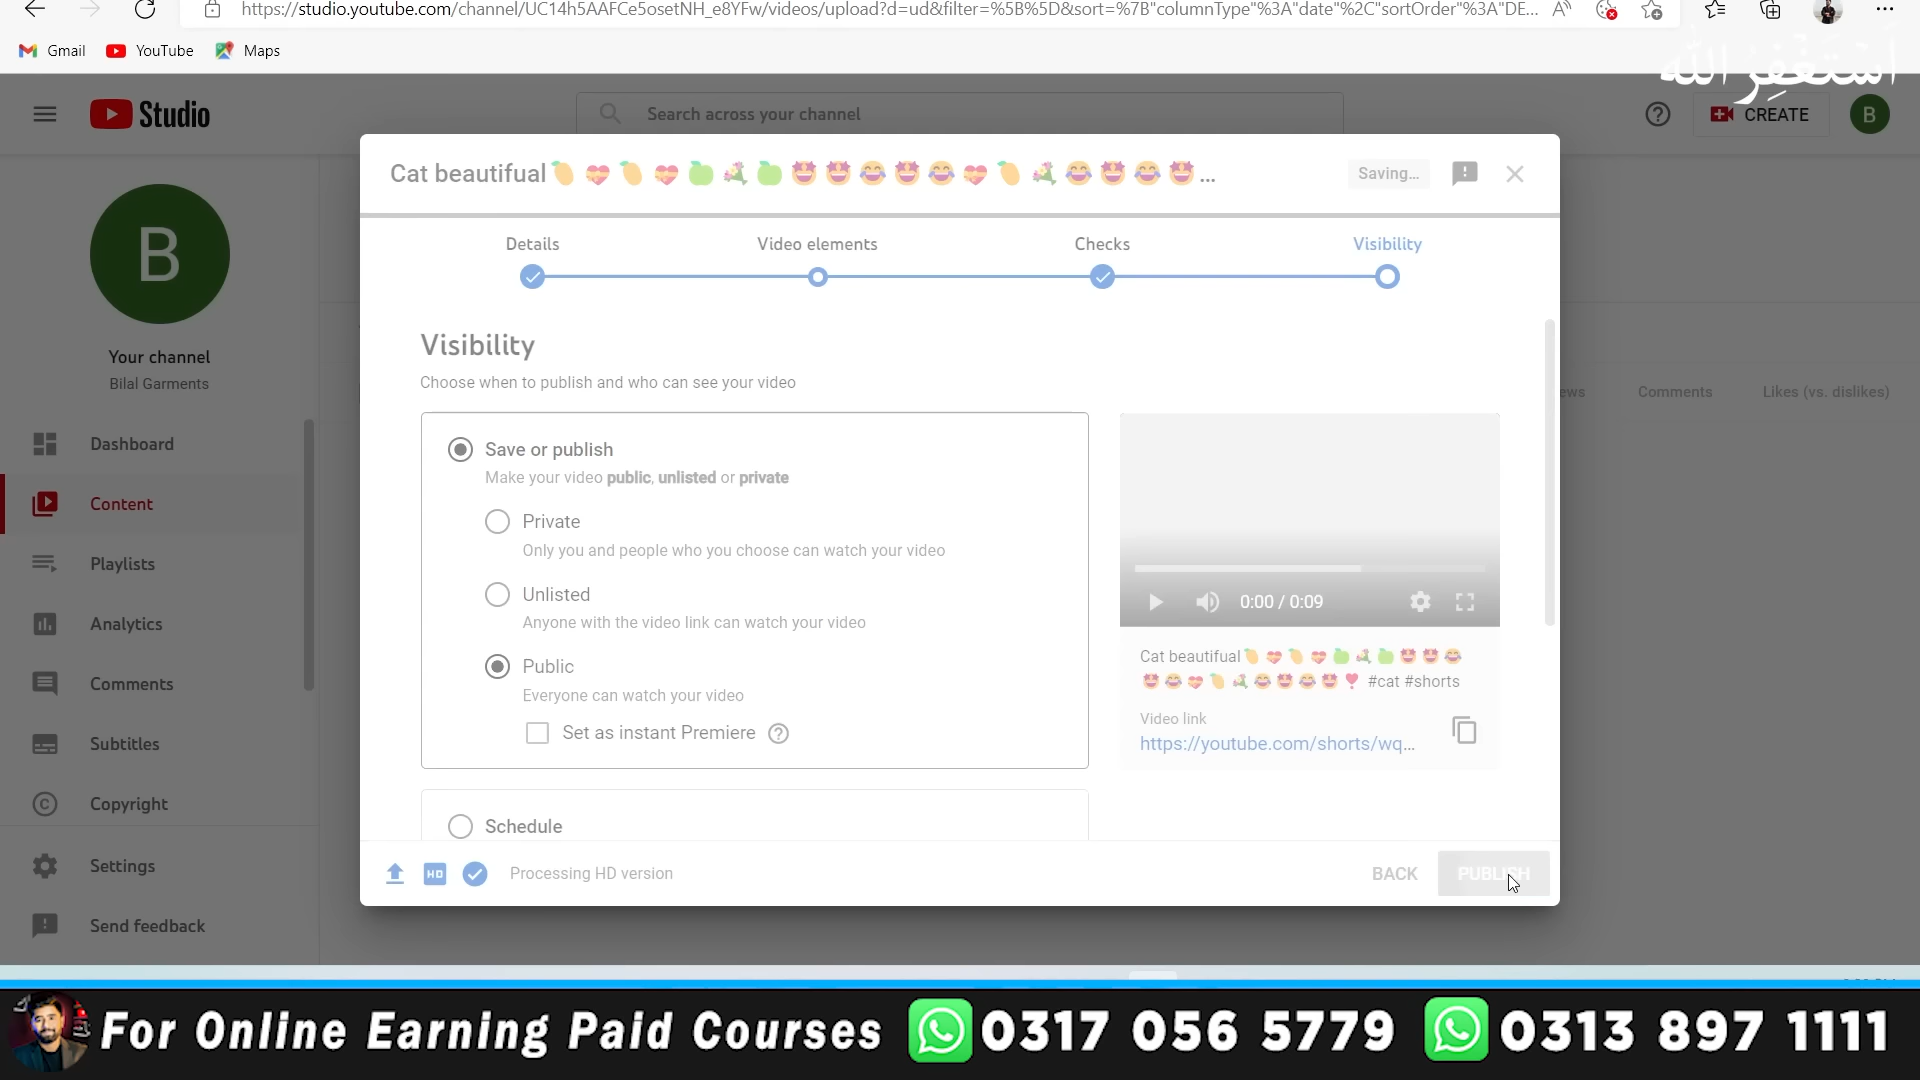 https://studio.youtube.com/channel/UC14h5AAFCe5osetNH_e8YFw/videos/upload?d=ud&filter=%5B%5D&sort=%7B"columnType"%3A"date"%2C"sortOrder"%3A"DE...
Gmail YouTube Maps
أَسْتَغْفِرُ اللّٰه
Studio
Search across your channel
CREATE
B
Cat beautifual🍋 💝 🍋 💝 🍏 💐 🍏 🤩 🤩 😂 🤩 😂 💝 🍋 💐 😂 🤩 😂 🤩 ...
Saving...
Details Video elements Checks Visibility
B
Your channel
Bilal Garments
Dashboard
Content
Playlists
Analytics
Comments
Subtitles
Copyright
Settings
Send feedback
Visibility
Choose when to publish and who can see your video
Save or publish
Make your video public, unlisted or private
Private
Only you and people who you choose can watch your video
Unlisted
Anyone with the video link can watch your video
Public
Everyone can watch your video
Set as instant Premiere
Schedule
0:00 / 0:09
Cat beautifual🍋 💝 🍋 💝 🍏 💐 🍏 🤩 🤩 😂
🤩 😂 💝 🍋 💐 😂 🤩 😂 🤩 ❣ #cat #shorts
Video link
https://youtube.com/shorts/wq...
Comments Likes (vs. dislikes)
HD Processing HD version
BACK PUBLISH
For Online Earning Paid Courses 0317 056 5779 0313 897 1111